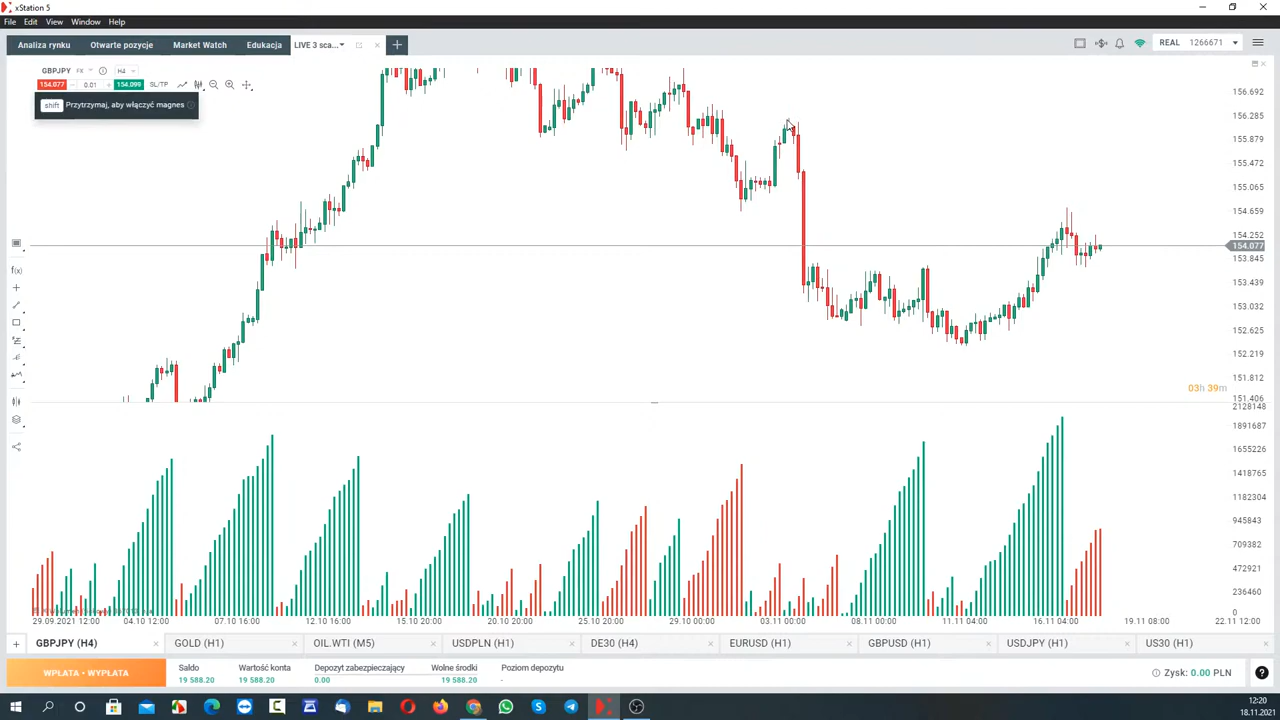 xStation 5
File Edit View Window Help
Analiza rynku Otwarte pozycje Market Watch Edukacja LIVE 3 sca... REAL 1266671
GBPJPY FX H4
154.077 0.01 154.099 SL/TP
shift Przytrzymaj, aby włączyć magnes
156.692
156.285
155.879
155.472
155.065
154.659
154.252
154.077
153.845
153.439
153.032
152.625
152.219
151.812
03h 39m
151.406
2128148
1891687
1655226
1418765
1182304
945843
709382
472921
236460
0
f(x)
29.09.2021 12:00 04.10 12:00 07.10 16:00 12.10 16:00 15.10 20:00 20.10 20:00 29.10 00:00 03.11 00:00 08.11 00:00 11.11 04:00 16.11 04:00 19.11 08:00 22.11 12:00
GBPJPY (H4) GOLD (H1) OIL.WTI (M5) USDPLN (H1) DE30 (H4) EURUSD (H1) GBPUSD (H1) USDJPY (H1) US30 (H1)
WPŁATA - WYPŁATA
Saldo Wartość konta Depozyt zabezpieczający Wolne środki Poziom depozytu
19 588.20 19 588.20 0.00 19 588.20 -
Zysk: 0.00 PLN
12:20
18.11.2021